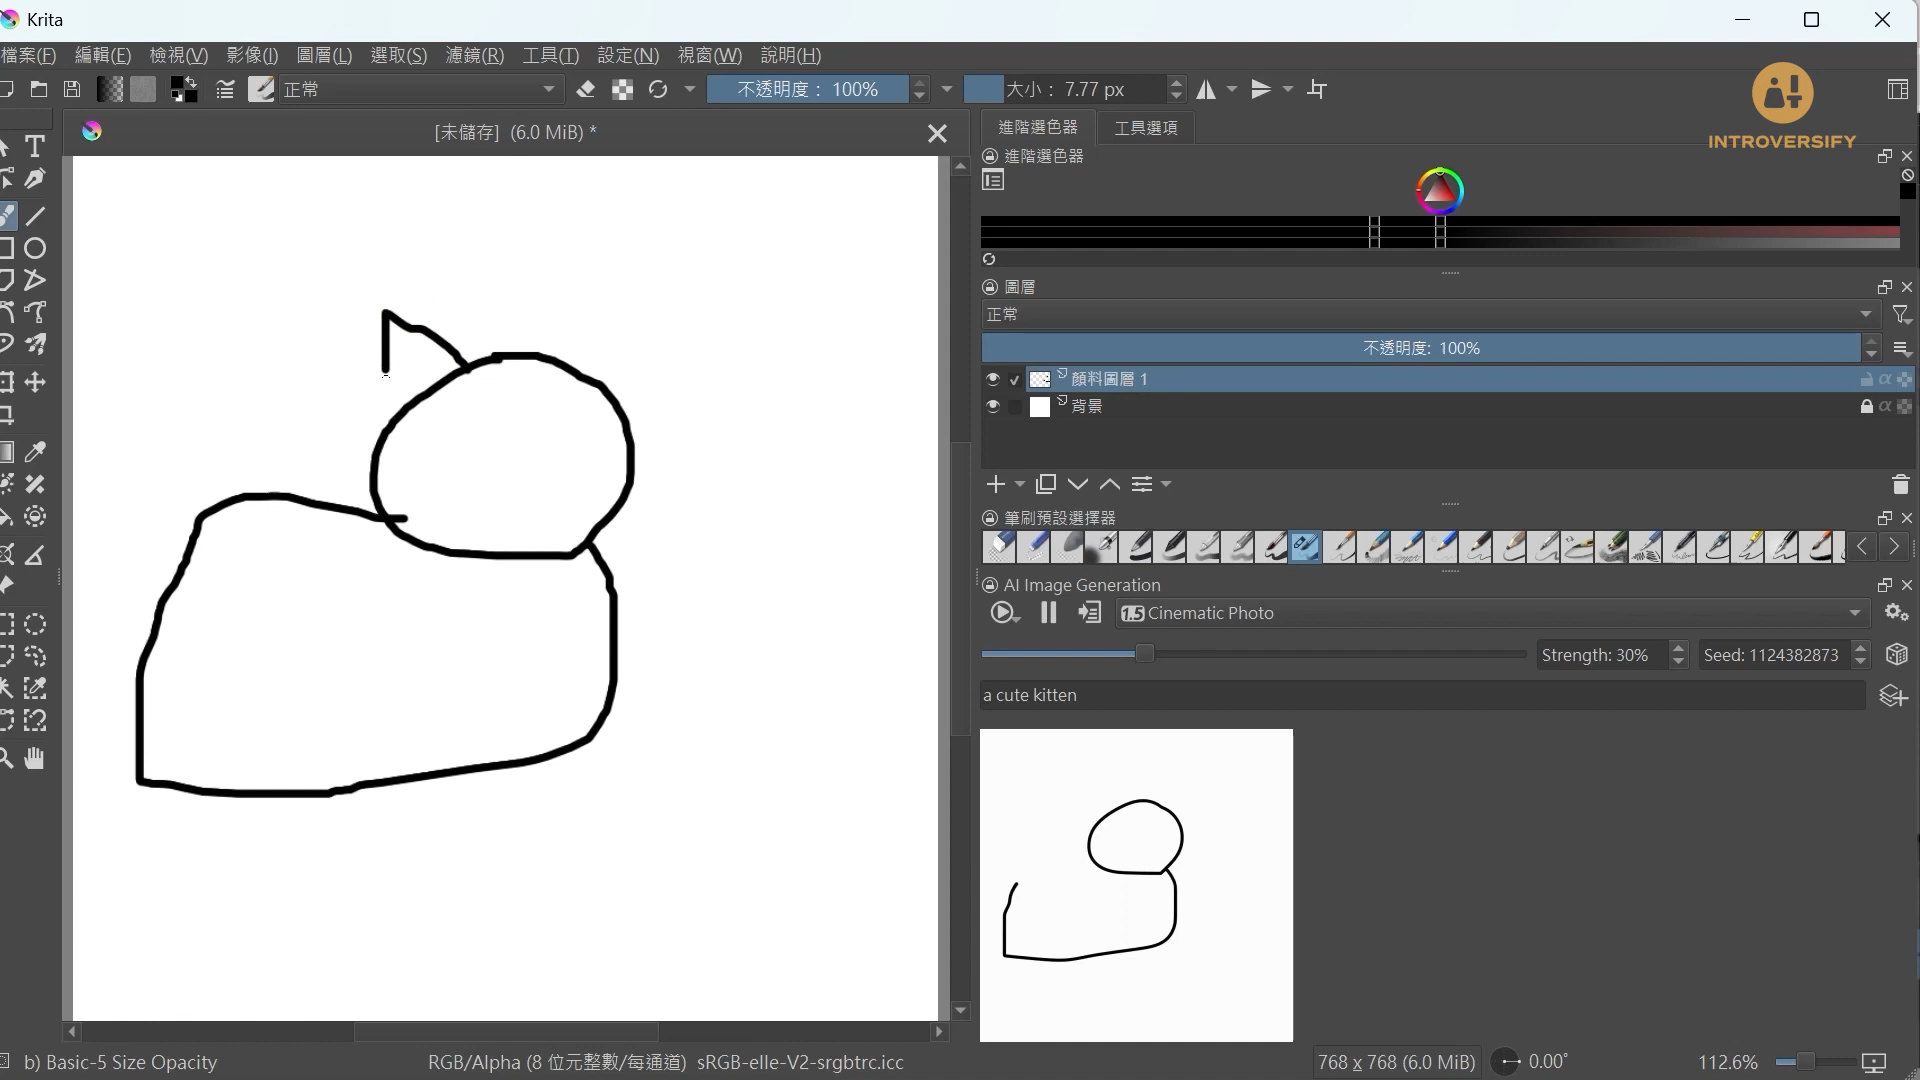 Krita
檔案(F) 編輯(E) 檢視(V) 影像(I) 圖層(L) 選取(S) 濾鏡(R) 工具(T) 設定(N) 視窗(W) 說明(H)
正常
不透明度： 100%
大小： 7.77 px
INTROVERSIFY
[未儲存] (6.0 MiB) *
進階選色器
工具選項
進階選色器
圖層
正常
不透明度: 100%
顏料圖層 1
背景
筆刷預設選擇器
AI Image Generation
1.5 Cinematic Photo
Strength: 30%
Seed: 1124382873
a cute kitten
b) Basic-5 Size Opacity
RGB/Alpha (8 位元整數/每通道) sRGB-elle-V2-srgbtrc.icc
768 x 768 (6.0 MiB)
0.00°
112.6%